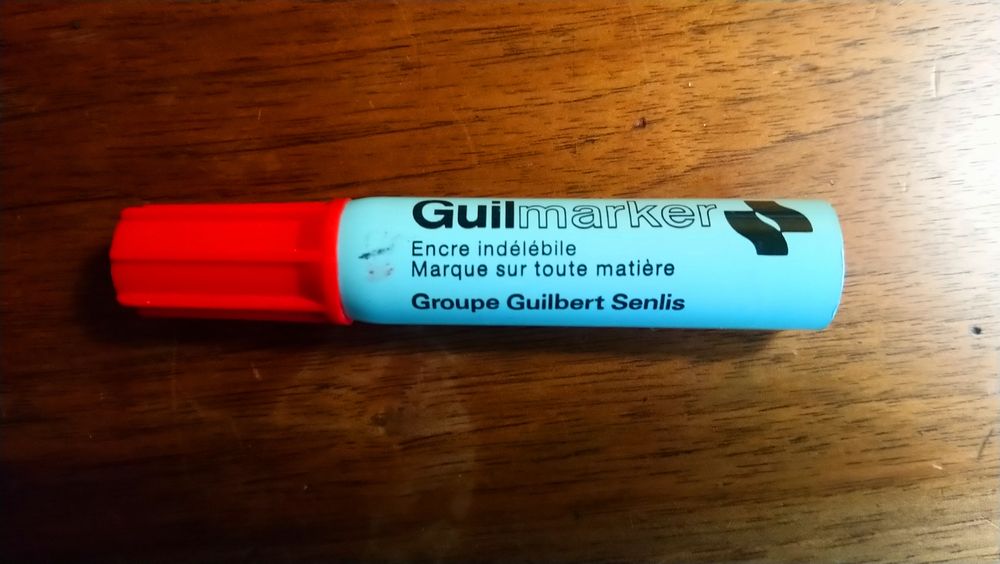 Guilmarker
Encre indélébile
Marque sur toute matière
Groupe Guilbert Senlis